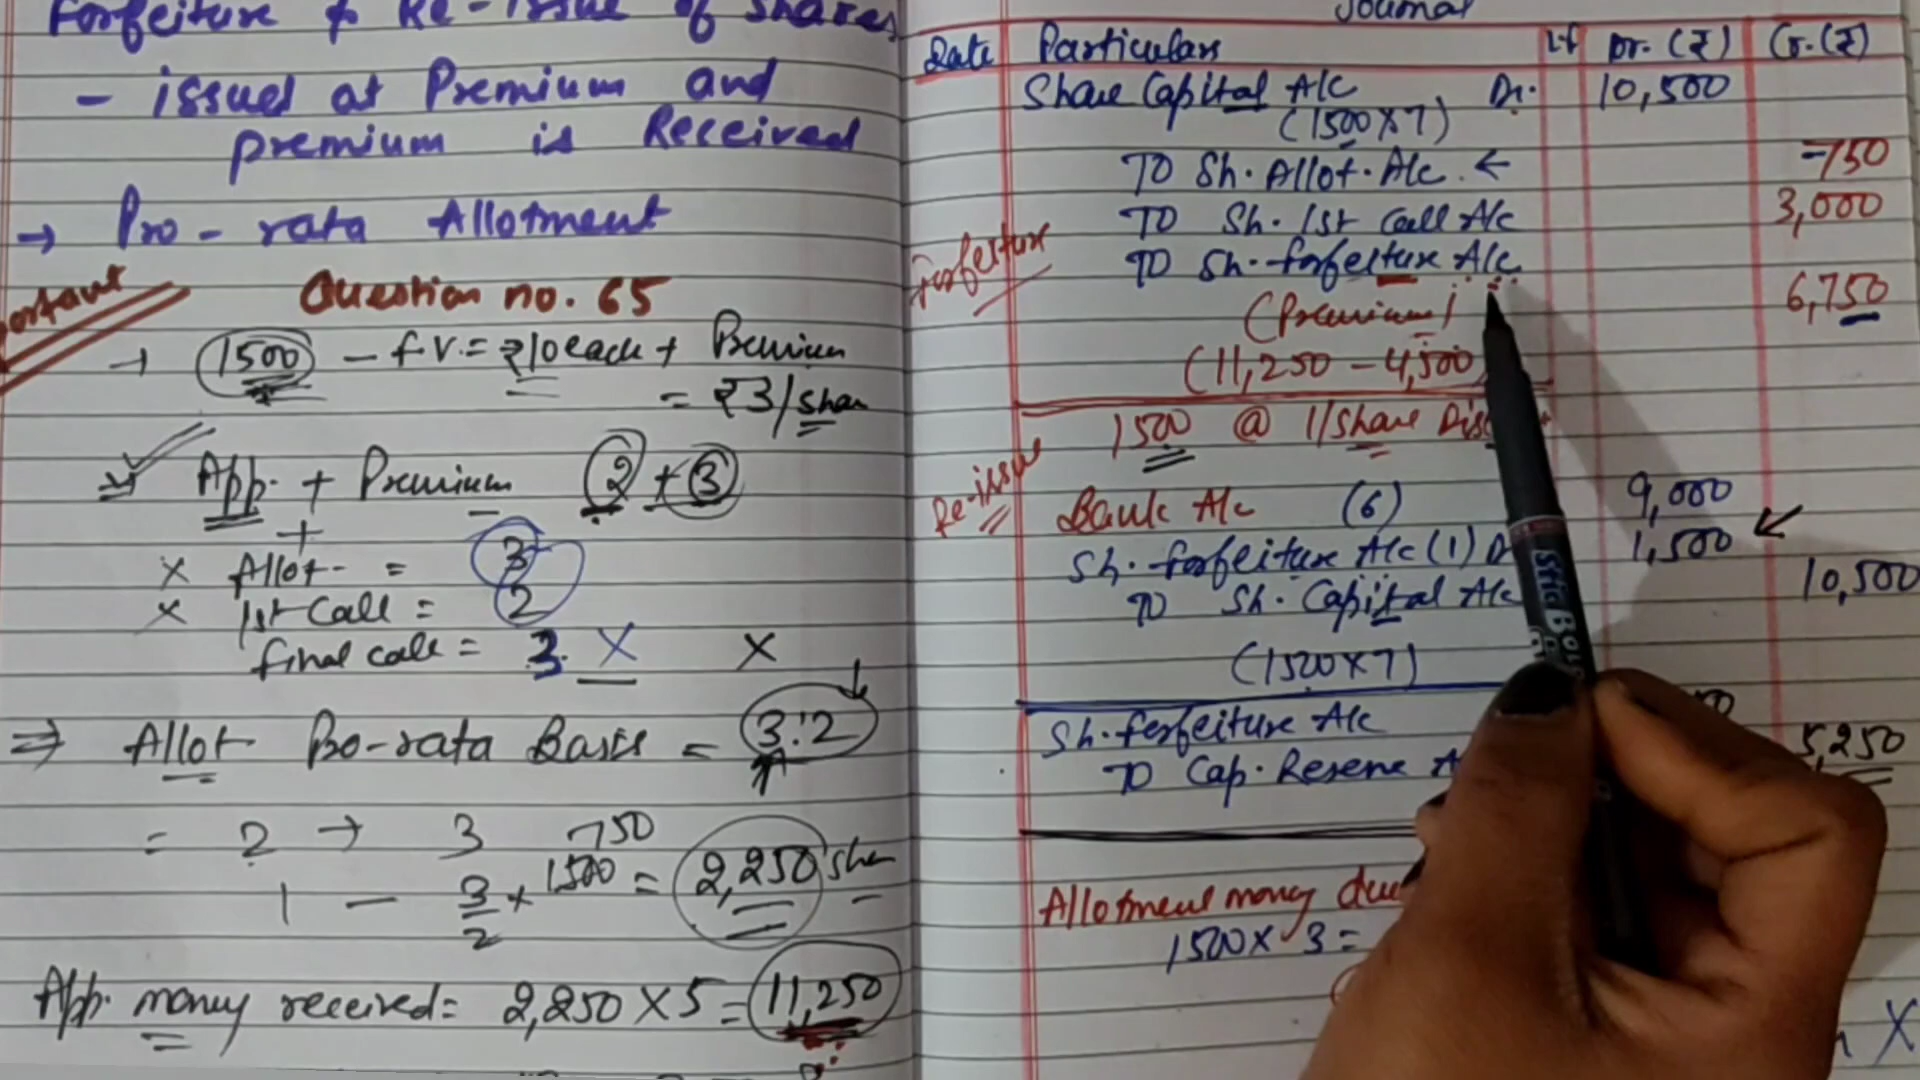 Forfeiture & Re-issue of Shares
- issued at Premium and
premium is Received
→ Pro-rata Allotment
Question no. 65
→ 1500 - f.V. = ₹10 each + Premium
= ₹3/share
App. + Premium 2 + 3
+
x Allot. = 3
x 1st Call = 2
final call = 3 X X
⇒ Allot Pro-rata Basis = 3:2
= 2 → 3 750
1 - 3/2 x 1500 = 2,250 shares
App. money received = 2,250 X 5 = 11,250
Journal
Date Particulars L.f Dr. (₹) Cr. (₹)
Share Capital A/c Dr. 10,500
(1500X7)
TO Sh. Allot. A/c. ← 750
TO Sh. 1st Call A/c 3,000
Forfeiture
TO Sh. forfeiture A/c 6,750
(Premium)
(11,250 - 4,500)
1500 @ 1/Share
Re-issue
Bank A/c (6) 9,000
Sh. forfeiture A/c (1) D 1,500 ←
TO Sh. Capital A/c 10,500
(1500X7)
Sh. forfeiture A/c
TO Cap. Reserve A 5,250
Allotment money due
1500 X 3 =
X
Stic